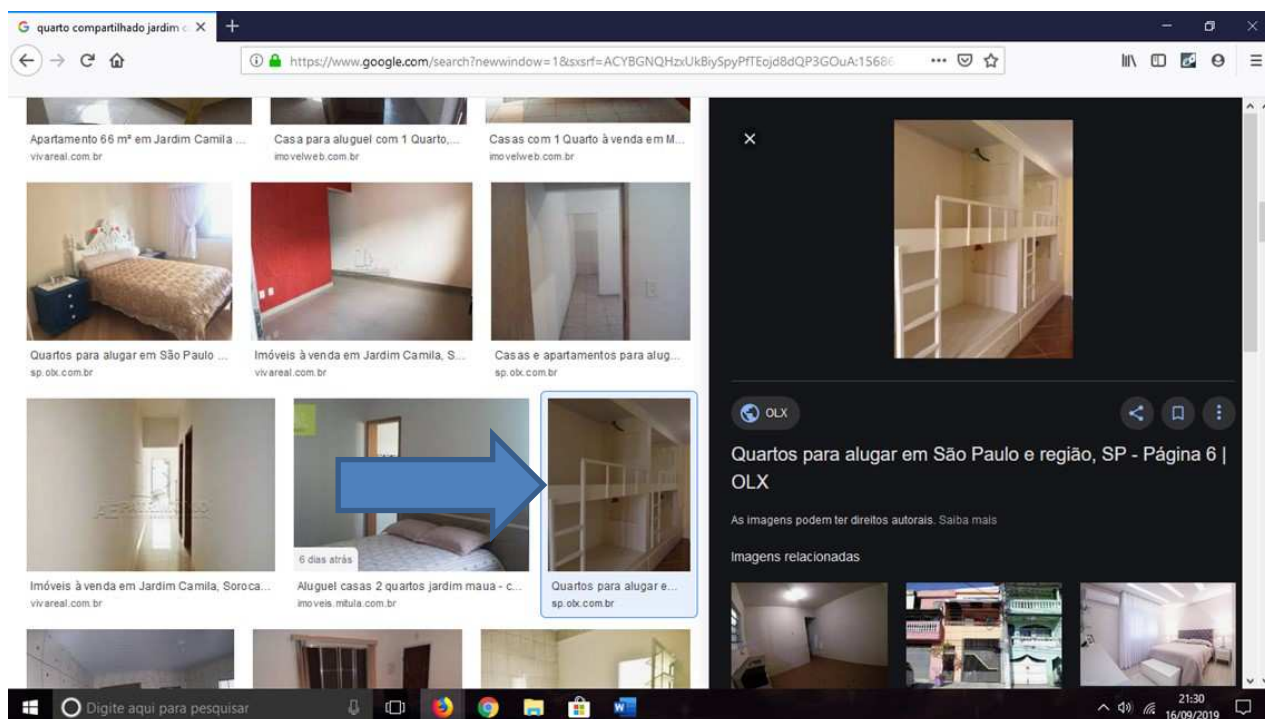 quarto compartilhado jardim c
https://www.google.com/search?newwindow=1&sxsrf=ACYBGNQHzxUkBiySpyPfTEojd8dQP3GOuA:15686
Apartamento 66 m² em Jardim Camila ...
vivareal.com.br
Casa para aluguel com 1 Quarto,...
imovelweb.com.br
Casas com 1 Quarto à venda em M...
imovelweb.com.br
Quartos para alugar em São Paulo ...
sp.olx.com.br
Imóveis à venda em Jardim Camila, S...
vivareal.com.br
Casas e apartamentos para alug...
sp.olx.com.br
6 dias atrás
Imóveis à venda em Jardim Camila, Soroca...
vivareal.com.br
Aluguel casas 2 quartos jardim maua - c...
imoveis.mitula.com.br
Quartos para alugar e...
sp.olx.com.br
OLX
Quartos para alugar em São Paulo e região, SP - Página 6 |
OLX
As imagens podem ter direitos autorais. Saiba mais
Imagens relacionadas
Digite aqui para pesquisar
21:30
16/09/2019